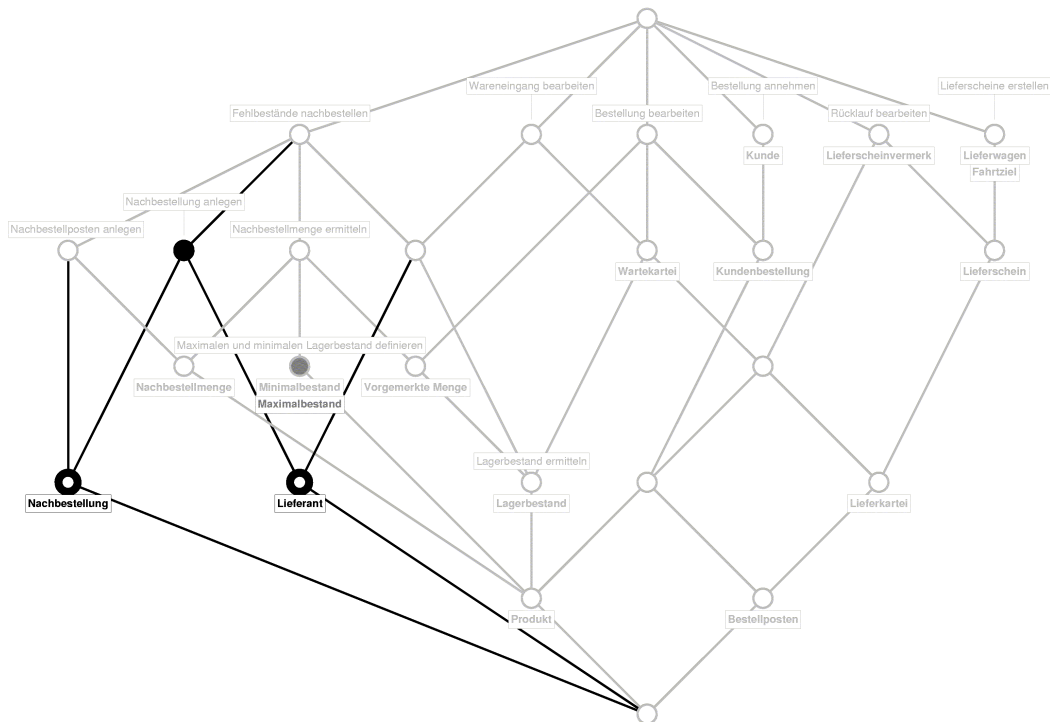 Wareneingang bearbeiten
Bestellung annehmen
Lieferscheine erstellen
Fehlbestände nachbestellen
Bestellung bearbeiten
Rücklauf bearbeiten
Kunde
Lieferscheinvermerk
Lieferwagen
Fahrtziel
Nachbestellung anlegen
Nachbestellposten anlegen
Nachbestellmenge ermitteln
Wartekartei
Kundenbestellung
Lieferschein
Maximalen und minimalen Lagerbestand definieren
Nachbestellmenge
Minimalbestand
Vorgemerkte Menge
Maximalbestand
Lagerbestand ermitteln
Nachbestellung
Lieferant
Lagerbestand
Lieferkartei
Produkt
Bestellposten